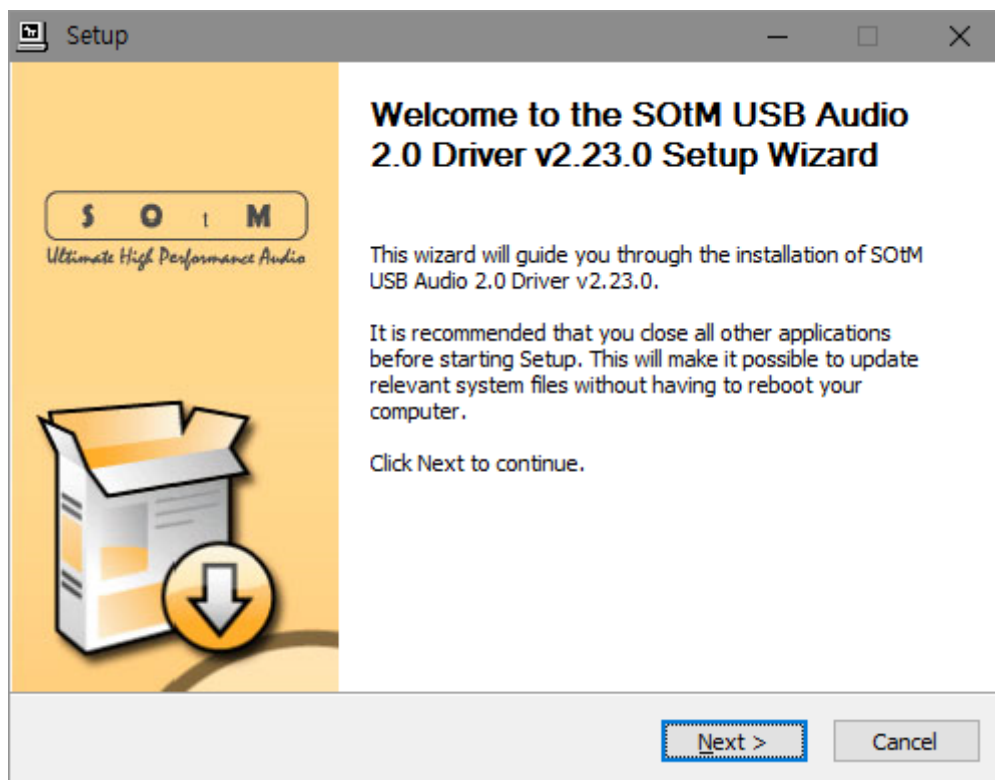 Setup
Welcome to the SOtM USB Audio
2.0 Driver v2.23.0 Setup Wizard
S O t M
Ultimate High Performance Audio
This wizard will guide you through the installation of SOtM
USB Audio 2.0 Driver v2.23.0.
It is recommended that you close all other applications
before starting Setup. This will make it possible to update
relevant system files without having to reboot your
computer.
Click Next to continue.
Next >
Cancel